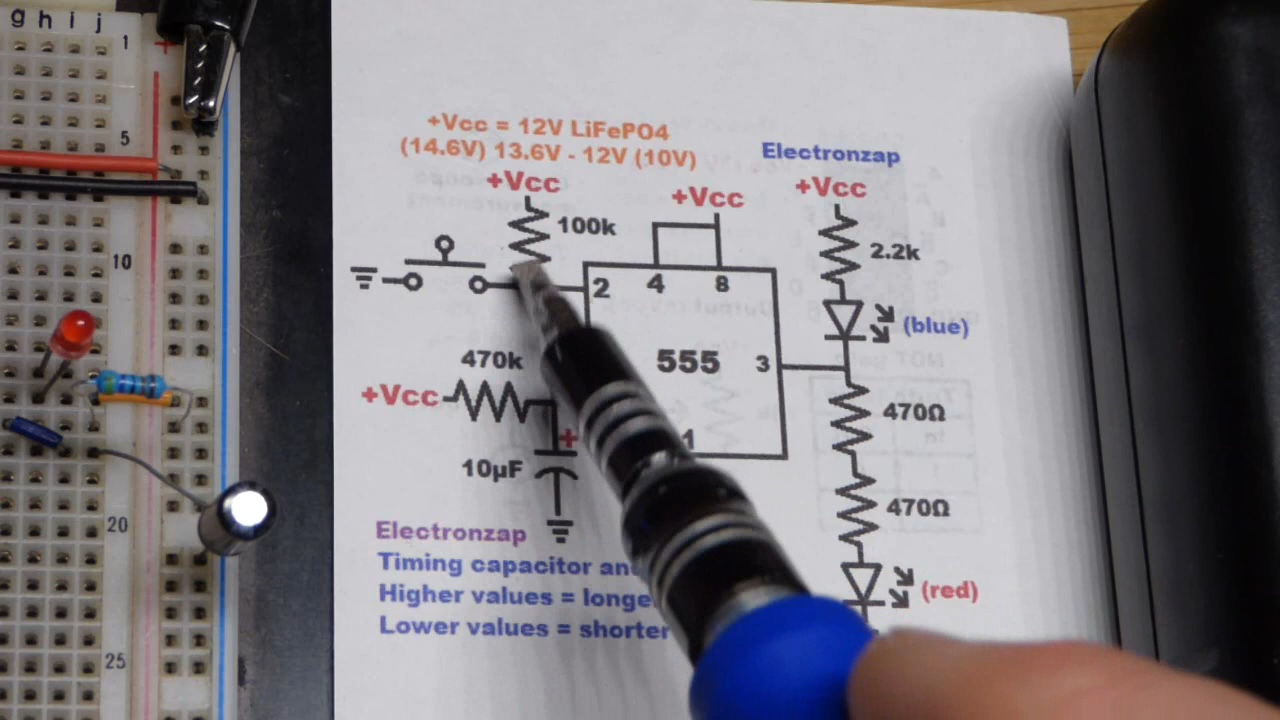 g h i j
1
+
5
10
20
25
+Vcc = 12V LiFePO4
(14.6V) 13.6V - 12V (10V)
Electronzap
+Vcc
+Vcc
+Vcc
100k
2.2k
2
4
8
(blue)
470k
555
3
+Vcc
470Ω
+
1
10µF
470Ω
Electronzap
Timing capacitor
Higher values =
Lower values = shorter
(red)